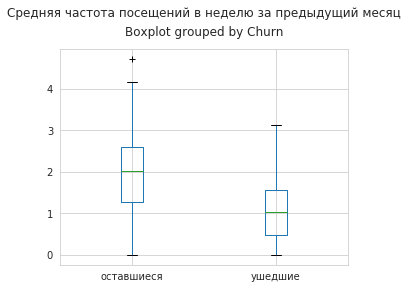 Средняя частота посещений в неделю за предыдущий месяц
Boxplot grouped by Churn
4
3
2
1
0
оставшиеся
ушедшие